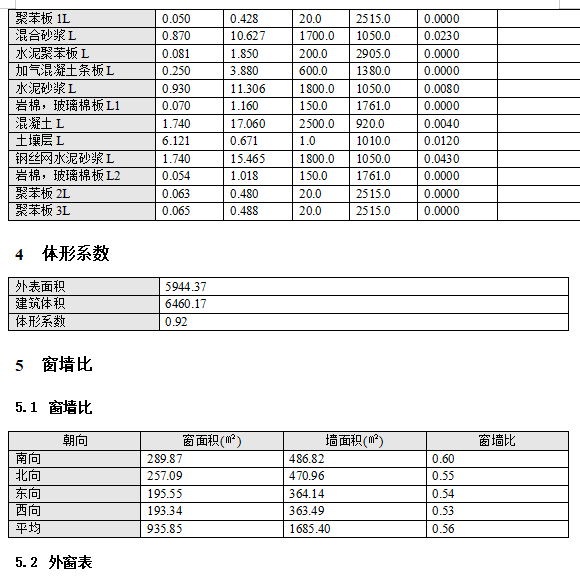 聚苯板 1L 0.050 0.428 20.0 2515.0 0.0000
混合砂浆 L 0.870 10.627 1700.0 1050.0 0.0230
水泥聚苯板 L 0.081 1.850 200.0 2905.0 0.0000
加气混凝土条板 L 0.250 3.880 600.0 1380.0 0.0000
水泥砂浆 L 0.930 11.306 1800.0 1050.0 0.0080
岩棉，玻璃棉板 L1 0.070 1.160 150.0 1761.0 0.0000
混凝土 L 1.740 17.060 2500.0 920.0 0.0040
土壤层 L 6.121 0.671 1.0 1010.0 0.0120
钢丝网水泥砂浆 L 1.740 15.465 1800.0 1050.0 0.0430
岩棉，玻璃棉板 L2 0.054 1.018 150.0 1761.0 0.0000
聚苯板 2L 0.063 0.480 20.0 2515.0 0.0000
聚苯板 3L 0.065 0.488 20.0 2515.0 0.0000
4 体形系数
外表面积 5944.37
建筑体积 6460.17
体形系数 0.92
5 窗墙比
5.1 窗墙比
朝向 窗面积(㎡) 墙面积(㎡) 窗墙比
南向 289.87 486.82 0.60
北向 257.09 470.96 0.55
东向 195.55 364.14 0.54
西向 193.34 363.49 0.53
平均 935.85 1685.40 0.56
5.2 外窗表